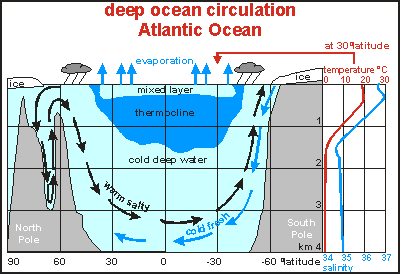 deep ocean circulation
Atlantic Ocean
evaporation
at 30°latitude
temperature °C
0 10 20 30
ice
mixed layer
ice
thermocline
1
cold deep water
2
warm salty
cold fresh
3
North
Pole
South
Pole
km 4
90 60 30 0 -30 -60 °latitude
34 35 36 37
salinity